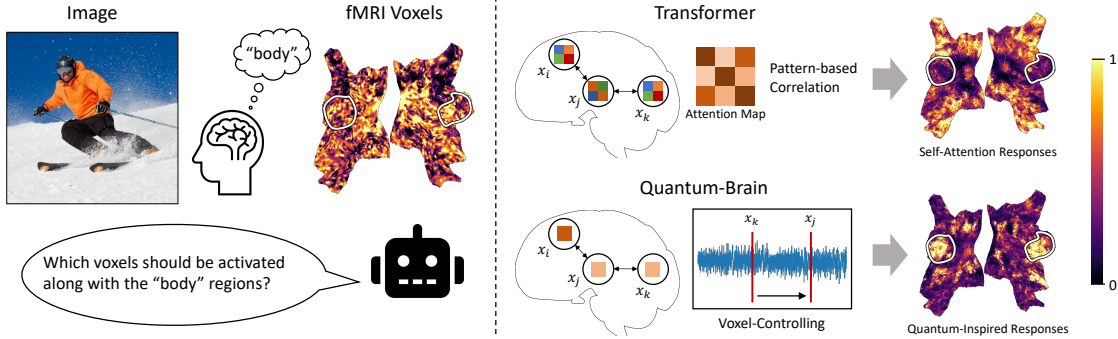 Image
fMRI Voxels
“body”
Which voxels should be activated
along with the “body” regions?
Transformer
x_i
x_j
x_k
Attention Map
Pattern-based
Correlation
Self-Attention Responses
Quantum-Brain
x_i
x_j
x_k
x_k
x_j
Voxel-Controlling
Quantum-Inspired Responses
1
0